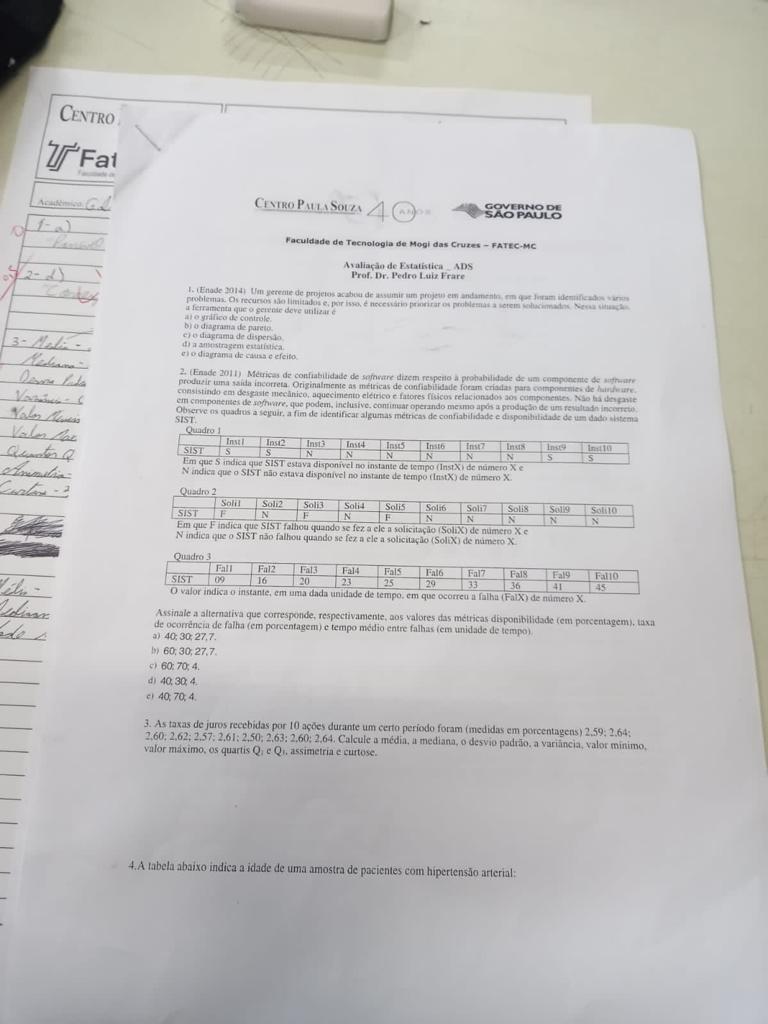 CENTRO
Fat
Acadêmico:
1-a)
2-d)
3-
CENTRO PAULA SOUZA 40 ANOS GOVERNO DE SÃO PAULO
Faculdade de Tecnologia de Mogi das Cruzes – FATEC-MC
Avaliação de Estatística _ ADS
Prof. Dr. Pedro Luiz Frare
1. (Enade 2014) Um gerente de projetos acabou de assumir um projeto em andamento, em que foram identificados vários
problemas. Os recursos são limitados e, por isso, é necessário priorizar os problemas a serem solucionados. Nessa situação,
a ferramenta que o gerente deve utilizar é
a) o gráfico de controle.
b) o diagrama de pareto.
c) o diagrama de dispersão.
d) a amostragem estatística.
e) o diagrama de causa e efeito.
2. (Enade 2011) Métricas de confiabilidade de software dizem respeito à probabilidade de um componente de software
produzir uma saída incorreta. Originalmente as métricas de confiabilidade foram criadas para componentes de hardware,
consistindo em desgaste mecânico, aquecimento elétrico e fatores físicos relacionados aos componentes. Não há desgaste
em componentes de software, que podem, inclusive, continuar operando mesmo após a produção de um resultado incorreto.
Observe os quadros a seguir, a fim de identificar algumas métricas de confiabilidade e disponibilidade de um dado sistema
SIST.
Quadro 1
Inst1 Inst2 Inst3 Inst4 Inst5 Inst6 Inst7 Inst8 Inst9 Inst10
SIST S S N N N N N N S S
Em que S indica que SIST estava disponível no instante de tempo (InstX) de número X e
N indica que o SIST não estava disponível no instante de tempo (InstX) de número X.
Quadro 2
Soli1 Soli2 Soli3 Soli4 Soli5 Soli6 Soli7 Soli8 Soli9 Soli10
SIST F N F N F N N N N N
Em que F indica que SIST falhou quando se fez a ele a solicitação (SoliX) de número X e
N indica que o SIST não falhou quando se fez a ele a solicitação (SoliX) de número X.
Quadro 3
Fal1 Fal2 Fal3 Fal4 Fal5 Fal6 Fal7 Fal8 Fal9 Fal10
SIST 09 16 20 23 25 29 33 36 41 45
O valor indica o instante, em uma dada unidade de tempo, em que ocorreu a falha (FalX) de número X.
Assinale a alternativa que corresponde, respectivamente, aos valores das métricas disponibilidade (em porcentagem), taxa
de ocorrência de falha (em porcentagem) e tempo médio entre falhas (em unidade de tempo).
a) 40; 30; 27,7.
b) 60; 30; 27,7.
c) 60; 70; 4.
d) 40; 30; 4.
e) 40; 70; 4.
3. As taxas de juros recebidas por 10 ações durante um certo período foram (medidas em porcentagens) 2,59; 2,64;
2,60; 2,62; 2,57; 2,61; 2,50; 2,63; 2,60; 2,64. Calcule a média, a mediana, o desvio padrão, a variância, valor mínimo,
valor máximo, os quartis Q₁ e Q₃, assimetria e curtose.
4.A tabela abaixo indica a idade de uma amostra de pacientes com hipertensão arterial: